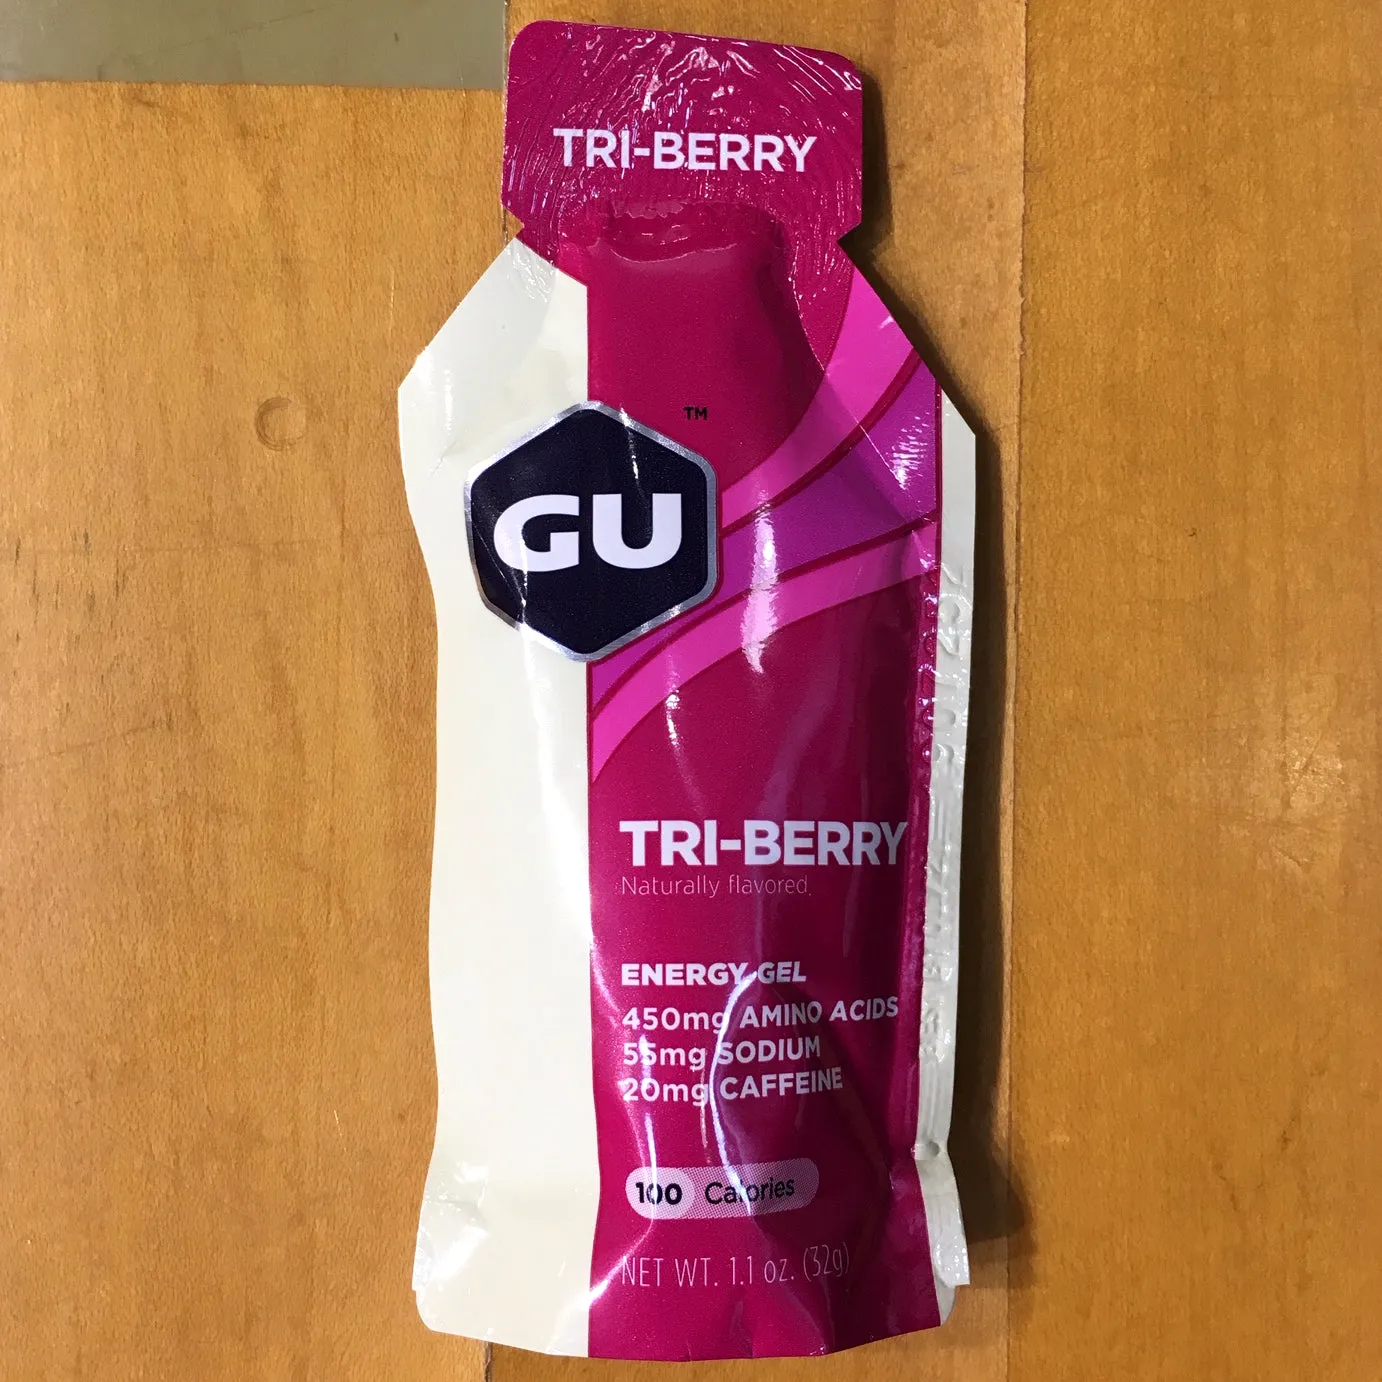 TRI-BERRY
TM
GU
TRI-BERRY
Naturally flavored
ENERGY GEL
450mg AMINO ACIDS
55mg SODIUM
20mg CAFFEINE
100 Calories
NET WT. 1.1 oz. (32g)